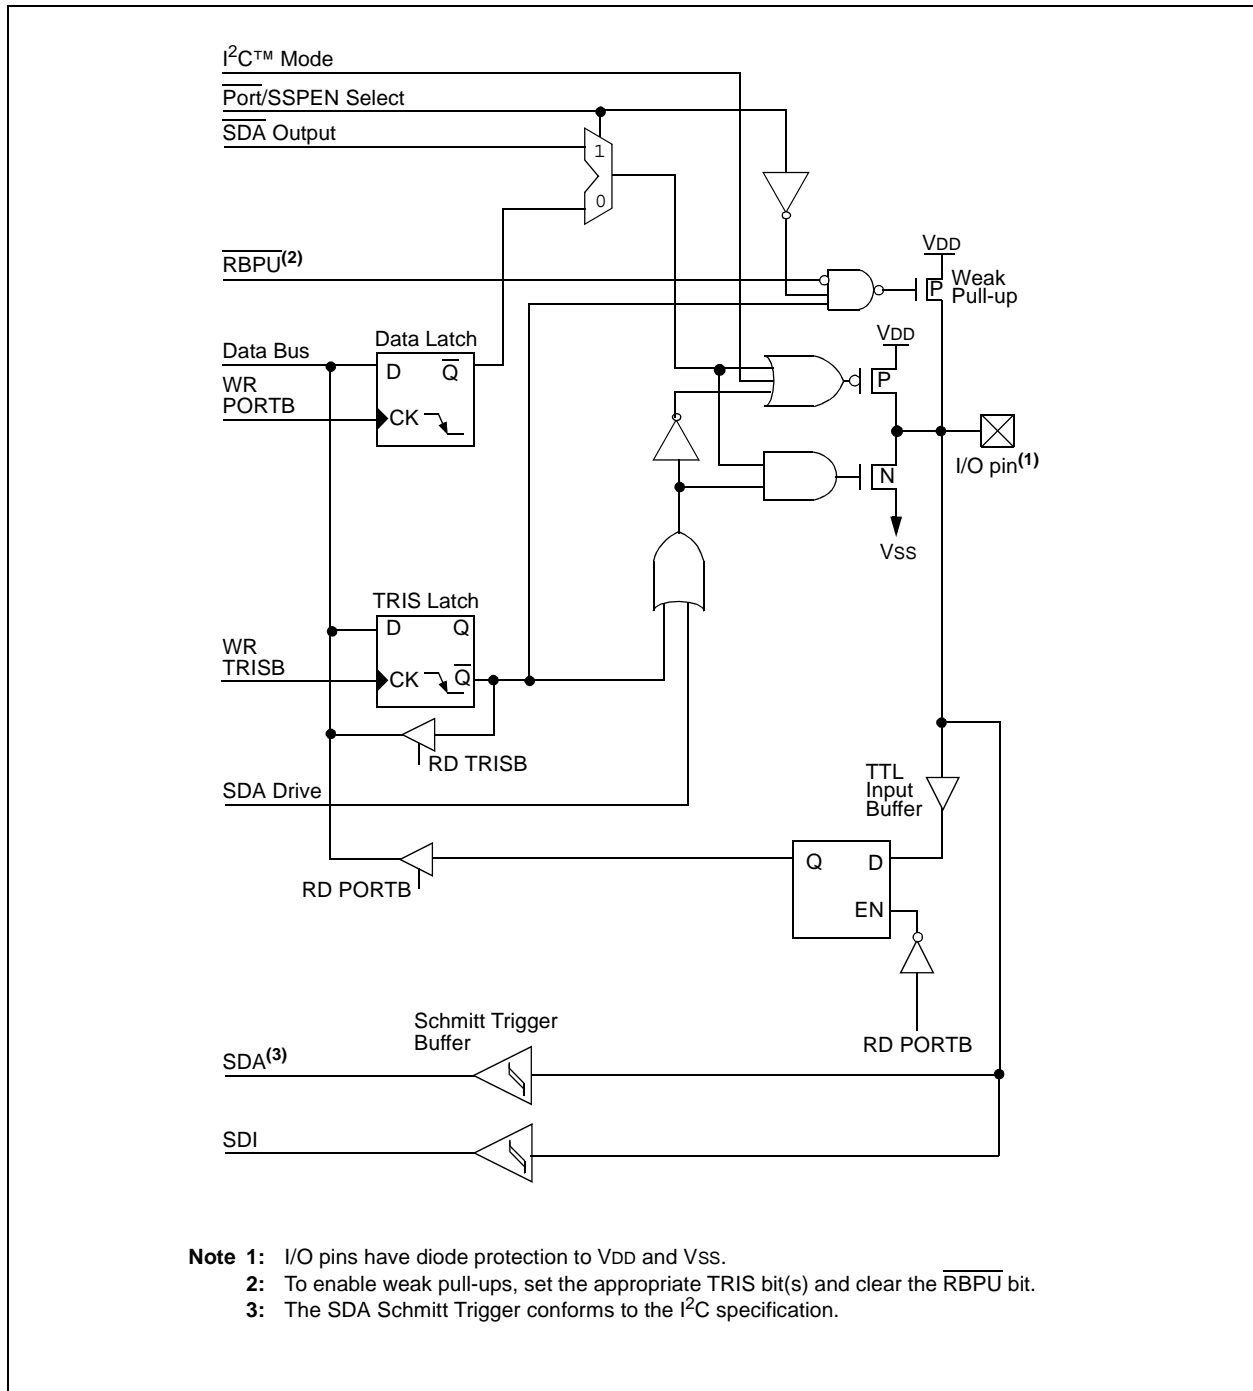 I²C™ Mode
Port/SSPEN Select
SDA Output
1
0
RBPU(2)
VDD
P
Weak
Pull-up
Data Latch
VDD
Data Bus
D
Q
WR
PORTB
CK
P
I/O pin(1)
N
VSS
TRIS Latch
D
Q
WR
TRISB
CK
Q
RD TRISB
SDA Drive
TTL
Input
Buffer
Q
D
RD PORTB
EN
RD PORTB
Schmitt Trigger
Buffer
SDA(3)
SDI
Note 1: I/O pins have diode protection to VDD and VSS.
2: To enable weak pull-ups, set the appropriate TRIS bit(s) and clear the RBPU bit.
3: The SDA Schmitt Trigger conforms to the I²C specification.